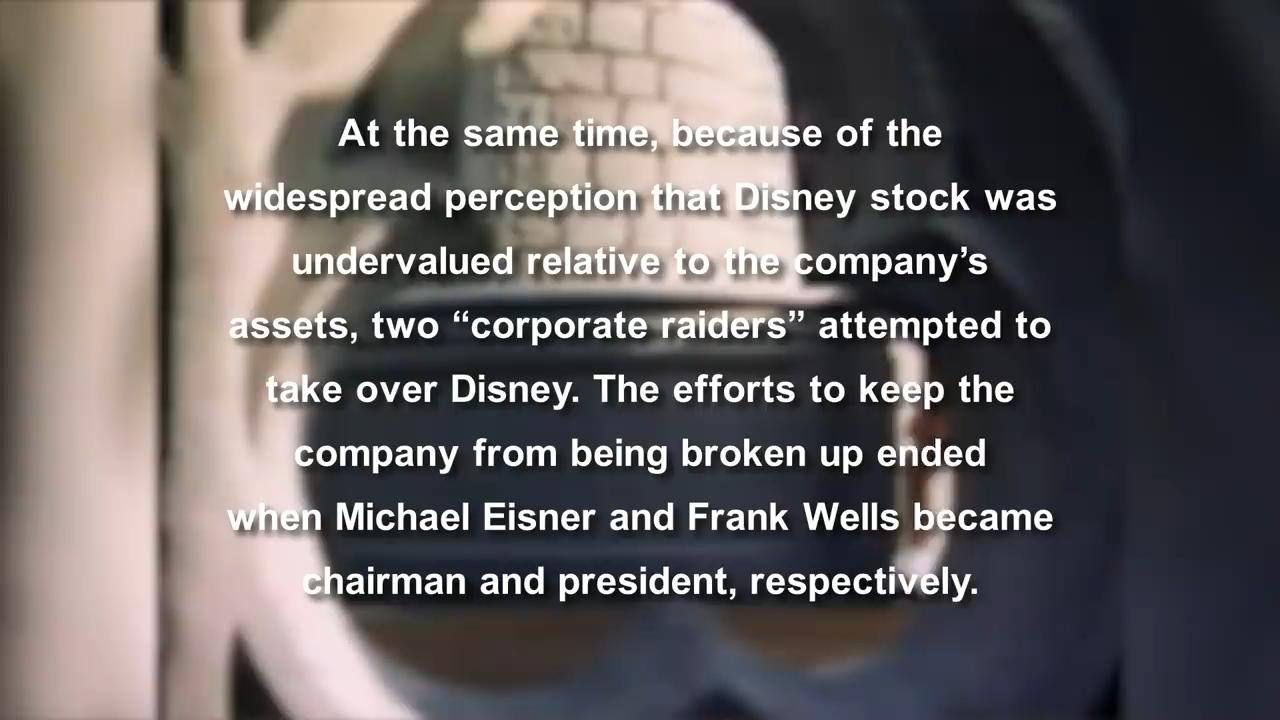 At the same time, because of the
widespread perception that Disney stock was
undervalued relative to the company’s
assets, two “corporate raiders” attempted to
take over Disney. The efforts to keep the
company from being broken up ended
when Michael Eisner and Frank Wells became
chairman and president, respectively.